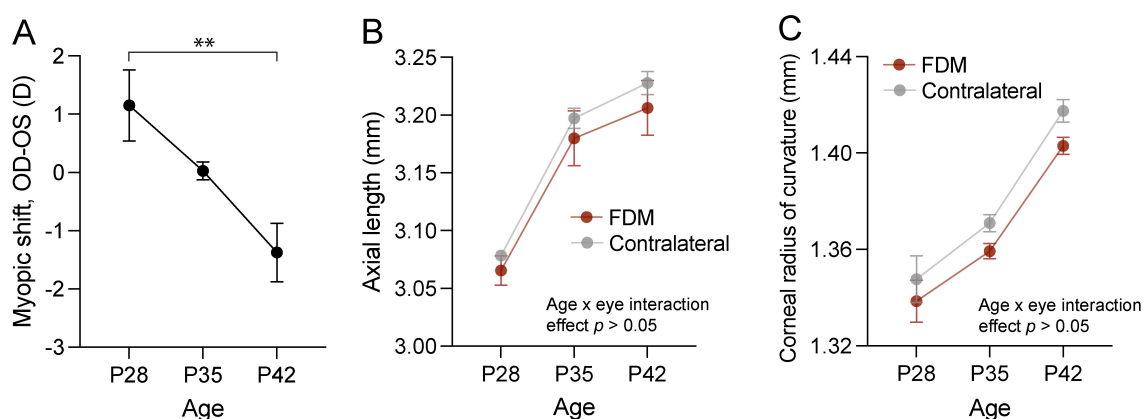 A
**
Myopic shift, OD-OS (D)
2
1
0
-1
-2
-3
P28 P35 P42
Age
B
Axial length (mm)
3.25
3.20
3.15
3.10
3.05
3.00
FDM
Contralateral
Age x eye interaction
effect p > 0.05
P28 P35 P42
Age
C
Corneal radius of curvature (mm)
1.44
1.40
1.36
1.32
FDM
Contralateral
Age x eye interaction
effect p > 0.05
P28 P35 P42
Age